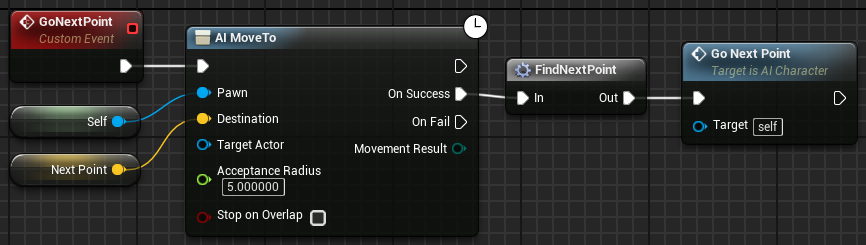 GoNextPoint
Custom Event
Self
Next Point
AI MoveTo
Pawn
Destination
Target Actor
Acceptance Radius
5.000000
Stop on Overlap
On Success
On Fail
Movement Result
FindNextPoint
In Out
Go Next Point
Target is AI Character
Target self